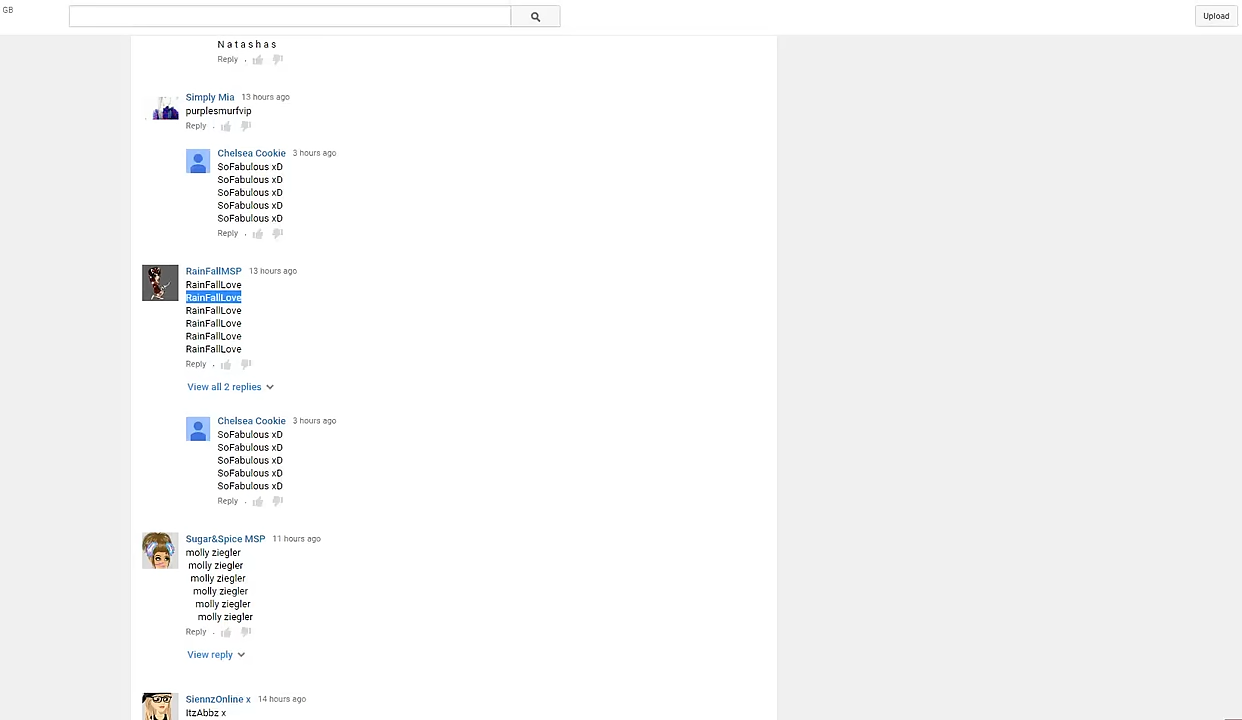 GB
Upload
N a t a s h a s
Reply .
Simply Mia 13 hours ago
purplesmurfvip
Reply .
Chelsea Cookie 3 hours ago
SoFabulous xD
SoFabulous xD
SoFabulous xD
SoFabulous xD
SoFabulous xD
Reply .
RainFallMSP 13 hours ago
RainFallLove
RainFallLove
RainFallLove
RainFallLove
RainFallLove
RainFallLove
Reply .
View all 2 replies
Chelsea Cookie 3 hours ago
SoFabulous xD
SoFabulous xD
SoFabulous xD
SoFabulous xD
SoFabulous xD
Reply .
Sugar&Spice MSP 11 hours ago
molly ziegler
molly ziegler
molly ziegler
molly ziegler
molly ziegler
molly ziegler
Reply .
View reply
SiennzOnline x 14 hours ago
ItzAbbz x